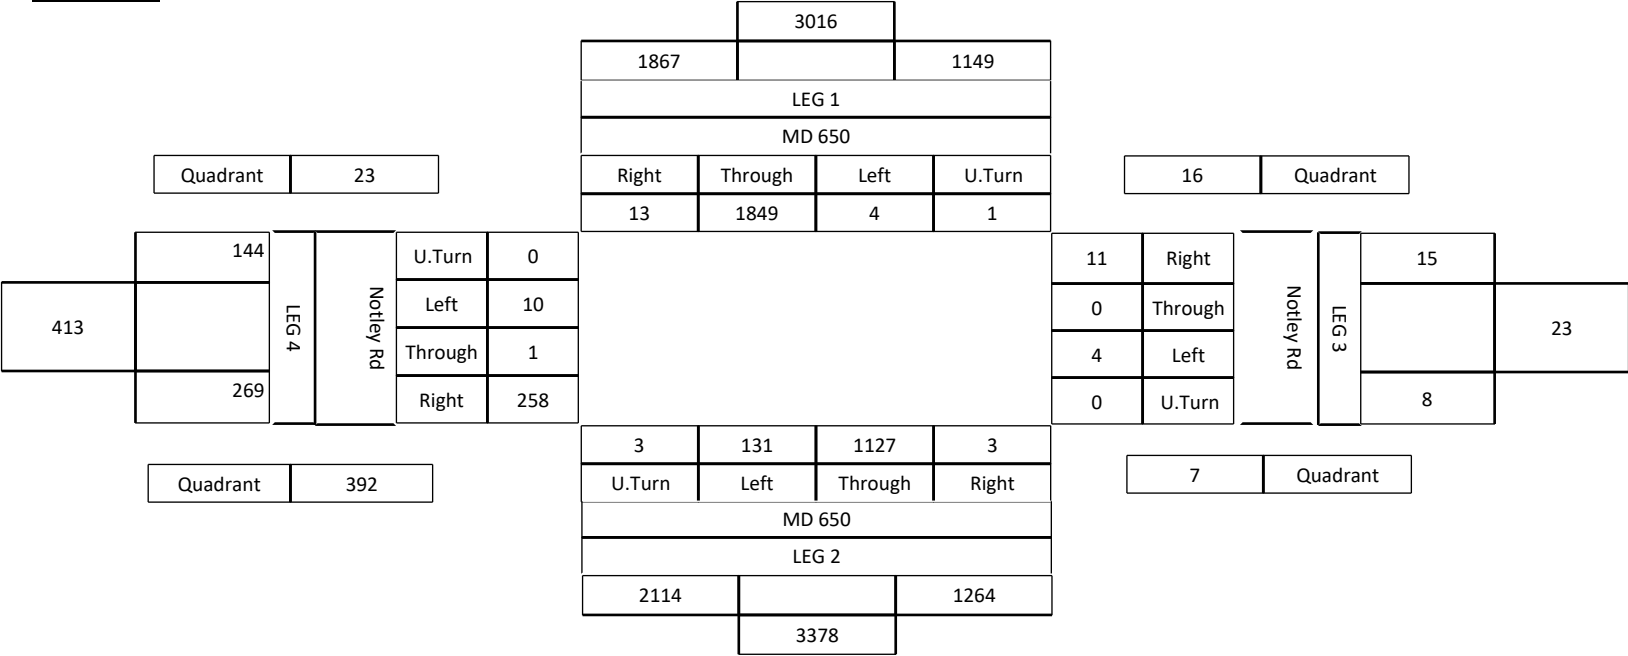 3016
1867 1149
LEG 1
MD 650
Quadrant 23
Right Through Left U.Turn
16 Quadrant
13 1849 4 1
144
LEG 4
Notley Rd
U.Turn 0
Left 10
Through 1
Right 258
413
269
11 Right
0 Through
4 Left
0 U.Turn
Notley Rd
LEG 3
15
23
8
3 131 1127 3
U.Turn Left Through Right
Quadrant 392
7 Quadrant
MD 650
LEG 2
2114 1264
3378